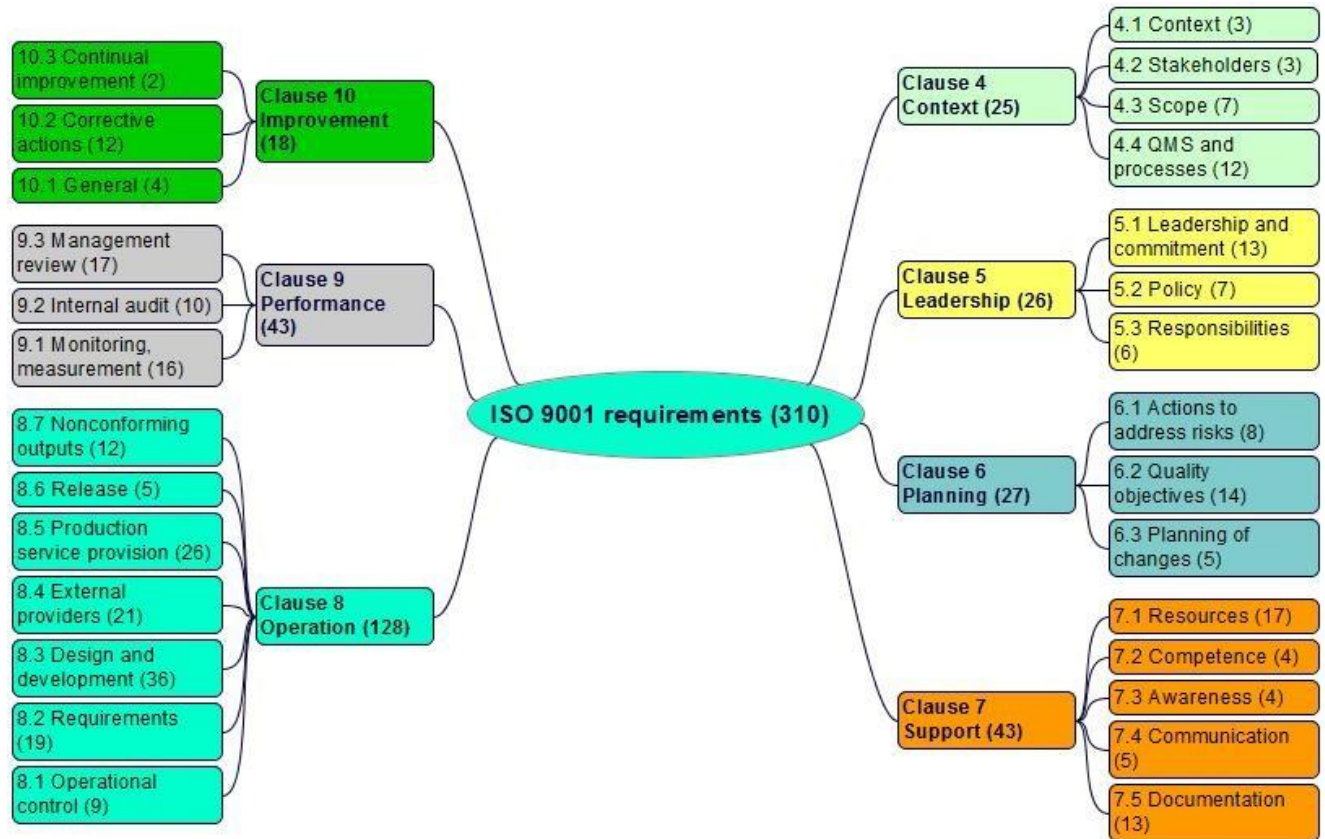 ISO 9001 requirements (310)
Clause 4
Context (25)
4.1 Context (3)
4.2 Stakeholders (3)
4.3 Scope (7)
4.4 QMS and
processes (12)
Clause 5
Leadership (26)
5.1 Leadership and
commitment (13)
5.2 Policy (7)
5.3 Responsibilities
(6)
Clause 6
Planning (27)
6.1 Actions to
address risks (8)
6.2 Quality
objectives (14)
6.3 Planning of
changes (5)
Clause 7
Support (43)
7.1 Resources (17)
7.2 Competence (4)
7.3 Awareness (4)
7.4 Communication
(5)
7.5 Documentation
(13)
Clause 10
Improvement
(18)
10.3 Continual
improvement (2)
10.2 Corrective
actions (12)
10.1 General (4)
Clause 9
Performance
(43)
9.3 Management
review (17)
9.2 Internal audit (10)
9.1 Monitoring,
measurement (16)
Clause 8
Operation (128)
8.7 Nonconforming
outputs (12)
8.6 Release (5)
8.5 Production
service provision (26)
8.4 External
providers (21)
8.3 Design and
development (36)
8.2 Requirements
(19)
8.1 Operational
control (9)